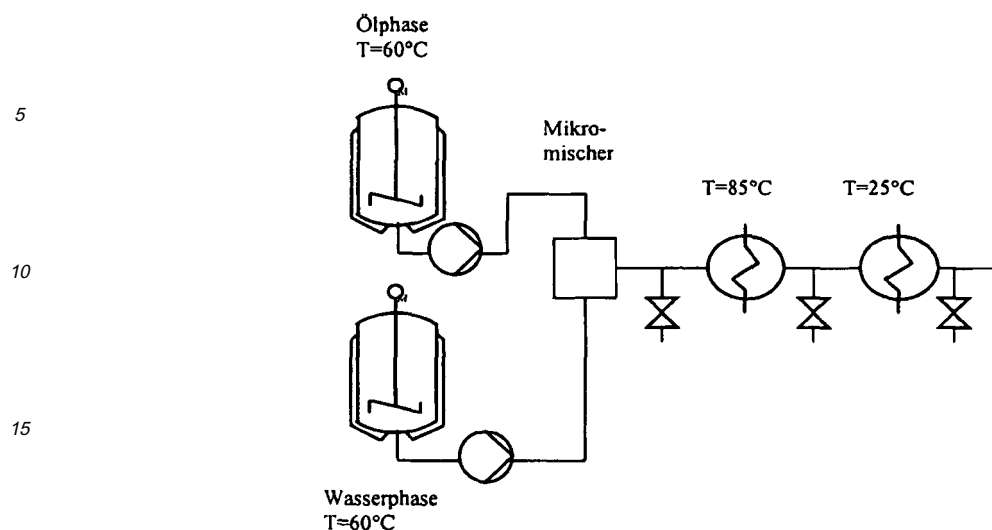 Ölphase
T=60°C
5
Mikro-
mischer
T=85°C
T=25°C
10
15
Wasserphase
T=60°C